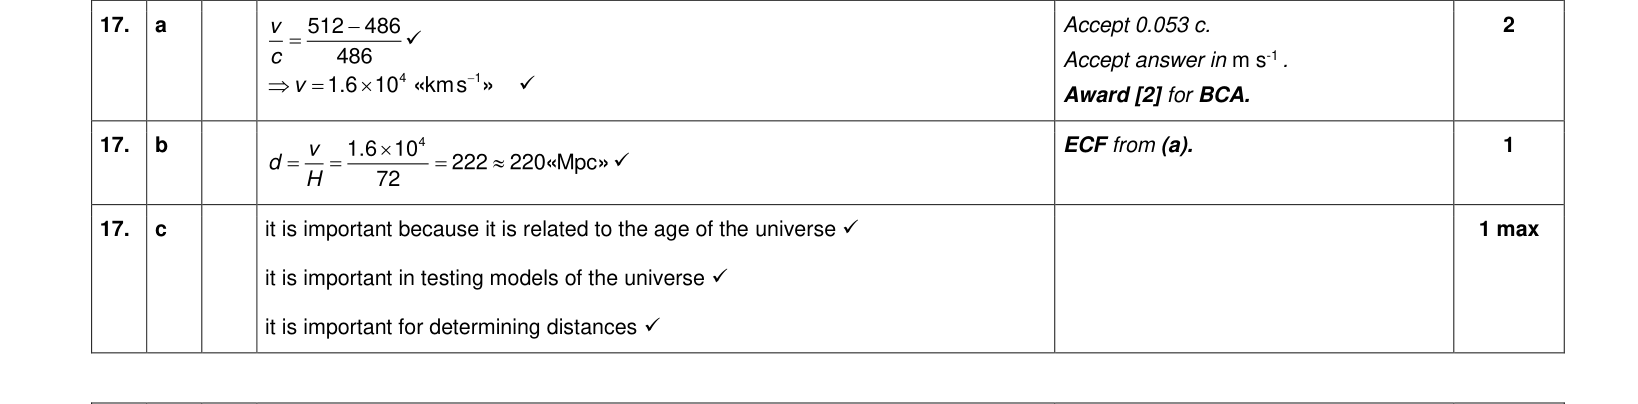 17. a v/c = (512 – 486)/486 ✓ Accept 0.053 c. 2
⇒ v = 1.6 × 10⁴ «km s⁻¹» ✓ Accept answer in m s⁻¹ .
Award [2] for BCA.
17. b d = v/H = (1.6 × 10⁴)/72 = 222 ≈ 220«Mpc» ✓ ECF from (a). 1
17. c it is important because it is related to the age of the universe ✓ 1 max
it is important in testing models of the universe ✓
it is important for determining distances ✓